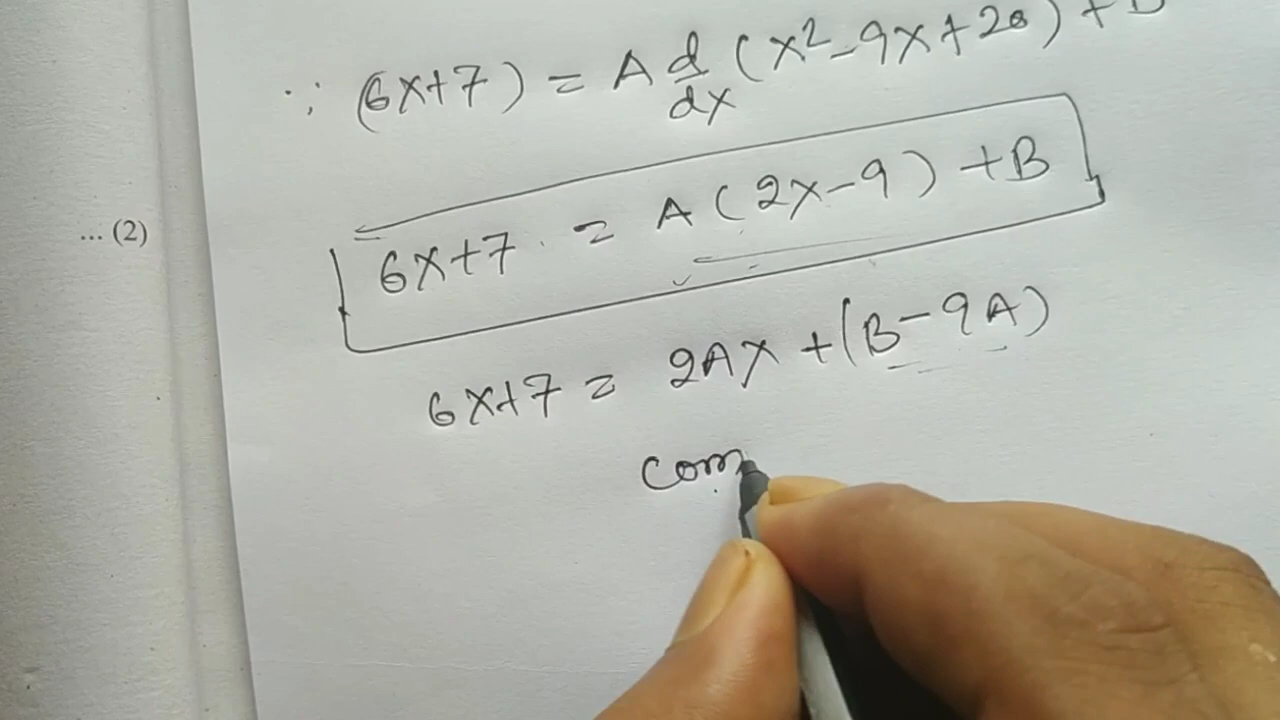 ∵ (6x+7) = A d/dx (x²-9x+20) + B
... (2)
6x+7 = A(2x-9) +B
6x+7 = 2Ax +(B-9A)
com